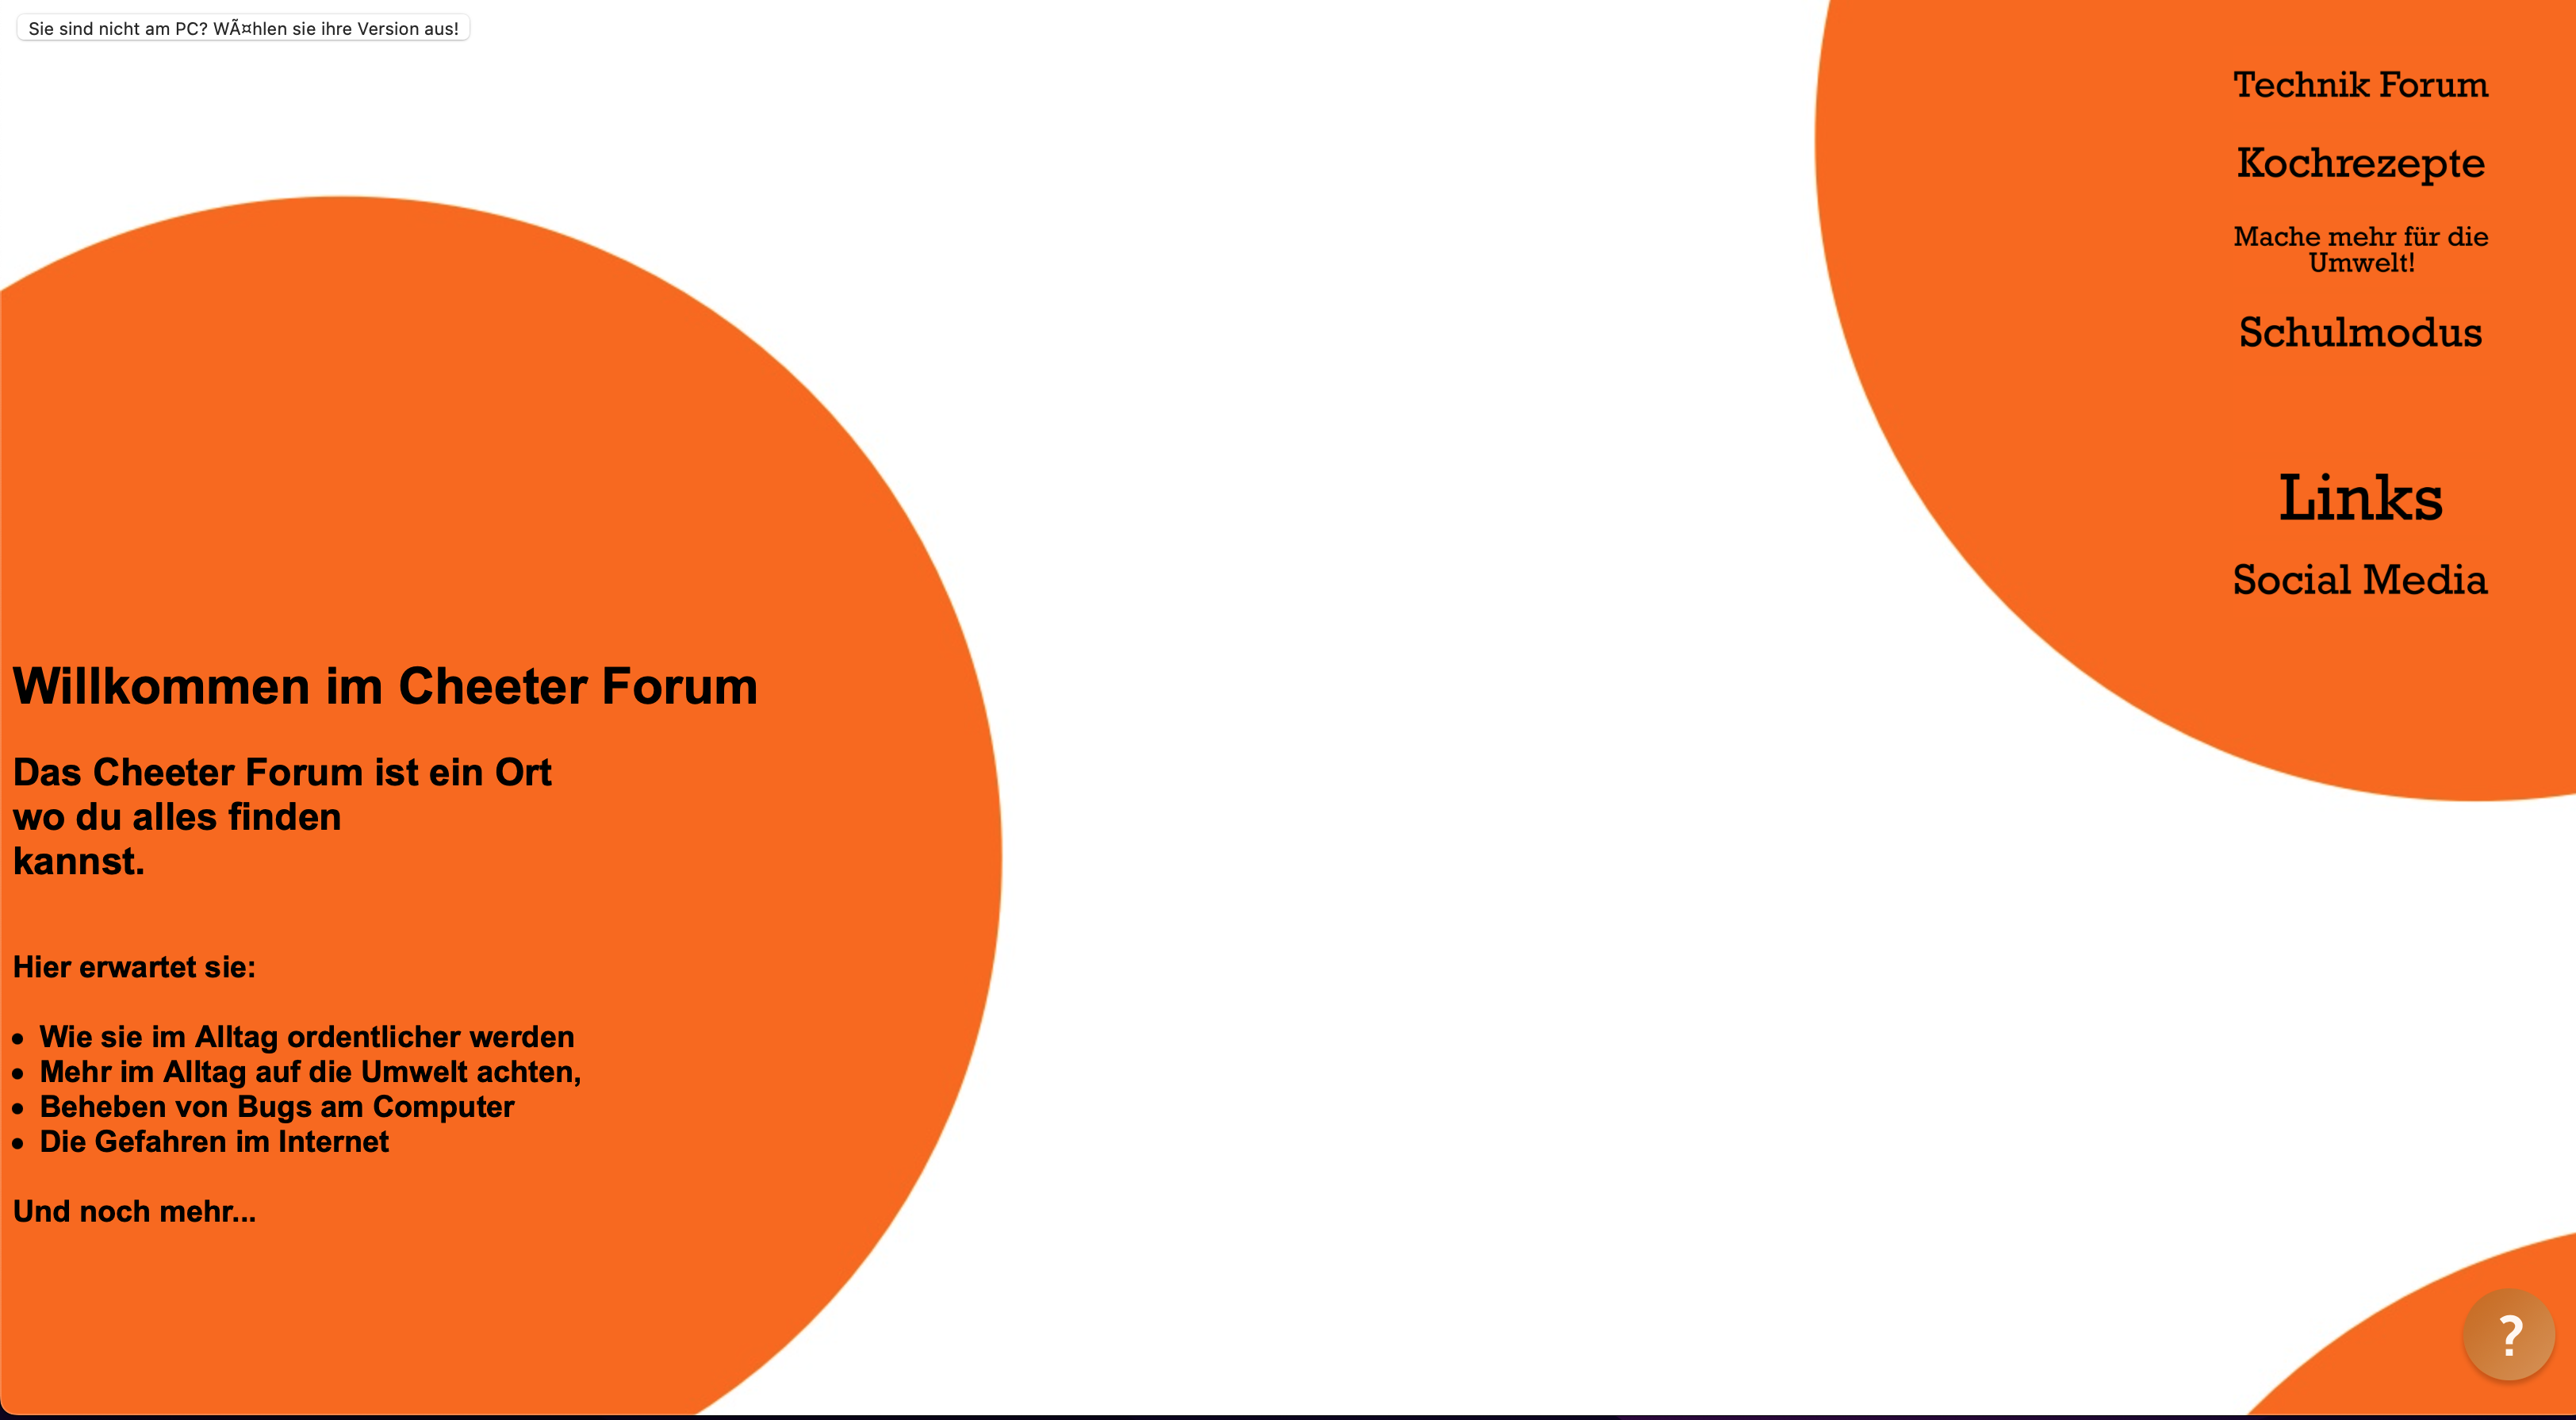 Sie sind nicht am PC? WÃ¤hlen sie ihre Version aus!
Technik Forum
Kochrezepte
Mache mehr für die
Umwelt!
Schulmodus
Links
Social Media
Willkommen im Cheeter Forum
Das Cheeter Forum ist ein Ort
wo du alles finden
kannst.
Hier erwartet sie:
• Wie sie im Alltag ordentlicher werden
• Mehr im Alltag auf die Umwelt achten,
• Beheben von Bugs am Computer
• Die Gefahren im Internet
Und noch mehr...
?